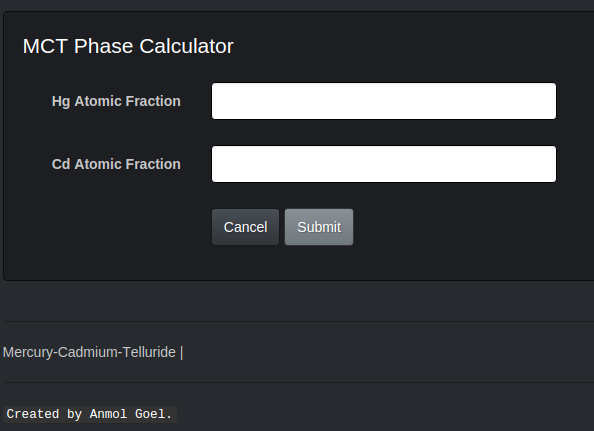 MCT Phase Calculator
Hg Atomic Fraction
Cd Atomic Fraction
Cancel Submit
Mercury-Cadmium-Telluride |
Created by Anmol Goel.